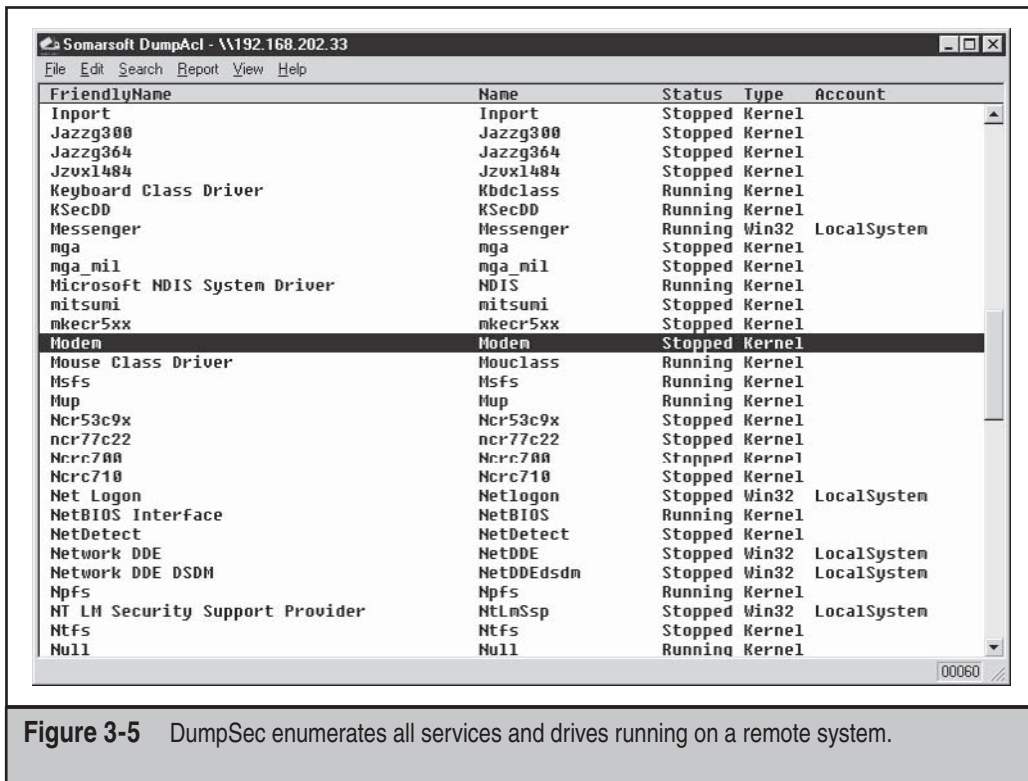 Somarsoft DumpAcl - \\192.168.202.33
File Edit Search Report View Help
FriendlyName Name Status Type Account
Inport Inport Stopped Kernel
Jazzg300 Jazzg300 Stopped Kernel
Jazzg364 Jazzg364 Stopped Kernel
Jzvxl484 Jzvxl484 Stopped Kernel
Keyboard Class Driver Kbdclass Running Kernel
KSecDD KSecDD Running Kernel
Messenger Messenger Running Win32 LocalSystem
mga mga Stopped Kernel
mga_mil mga_mil Stopped Kernel
Microsoft NDIS System Driver NDIS Running Kernel
mitsumi mitsumi Stopped Kernel
mkecr5xx mkecr5xx Stopped Kernel
Modem Modem Stopped Kernel
Mouse Class Driver Mouclass Running Kernel
Msfs Msfs Running Kernel
Mup Mup Running Kernel
Ncr53c9x Ncr53c9x Stopped Kernel
ncr77c22 ncr77c22 Stopped Kernel
Ncrc700 Ncrc700 Stopped Kernel
Ncrc710 Ncrc710 Stopped Kernel
Net Logon Netlogon Stopped Win32 LocalSystem
NetBIOS Interface NetBIOS Running Kernel
NetDetect NetDetect Stopped Kernel
Network DDE NetDDE Stopped Win32 LocalSystem
Network DDE DSDM NetDDEdsdm Stopped Win32 LocalSystem
Npfs Npfs Running Kernel
NT LM Security Support Provider NtLmSsp Stopped Win32 LocalSystem
Ntfs Ntfs Stopped Kernel
Null Null Running Kernel
00060
Figure 3-5 DumpSec enumerates all services and drives running on a remote system.